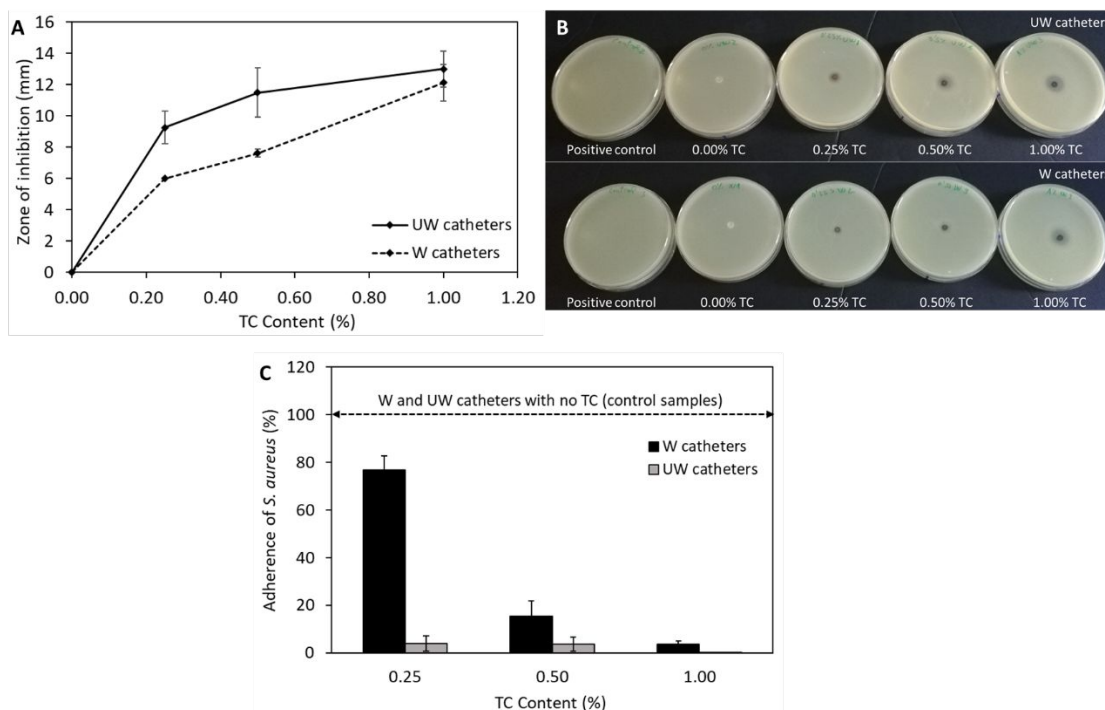 A
16
14
12
10
8
6
4
2
0
Zone of inhibition (mm)
UW catheters
W catheters
0.00 0.20 0.40 0.60 0.80 1.00 1.20
TC Content (%)
B
UW catheter
Positive control 0.00% TC 0.25% TC 0.50% TC 1.00% TC
W catheter
Positive control 0.00% TC 0.25% TC 0.50% TC 1.00% TC
C
120
100
80
60
40
20
0
Adherence of S. aureus (%)
W and UW catheters with no TC (control samples)
W catheters
UW catheters
0.25 0.50 1.00
TC Content (%)